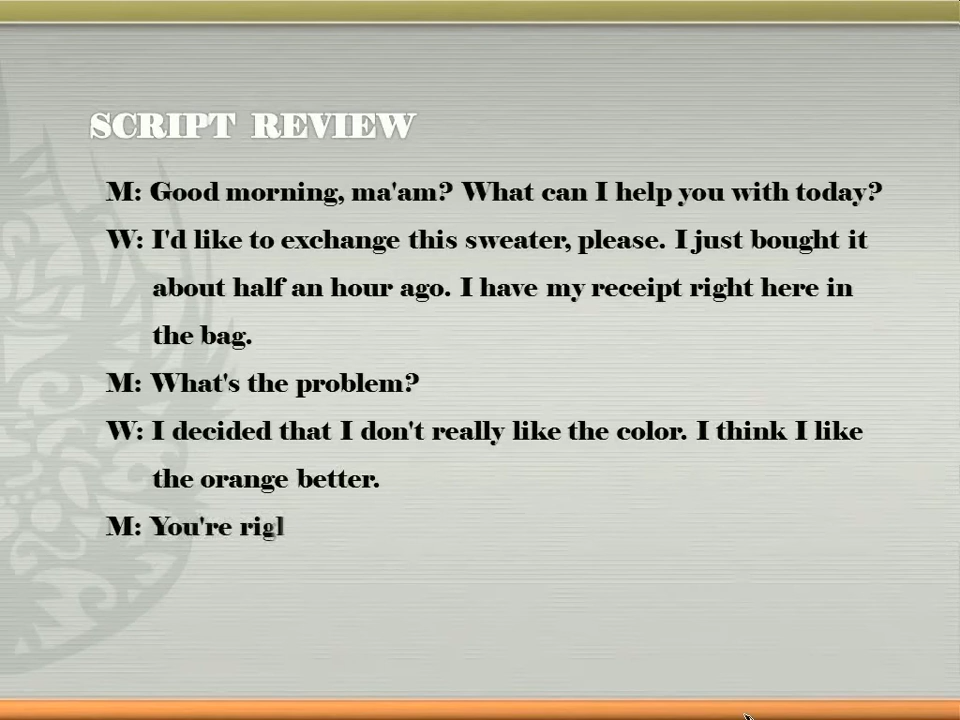 SCRIPT REVIEW
M: Good morning, ma'am? What can I help you with today?
W: I'd like to exchange this sweater, please. I just bought it
about half an hour ago. I have my receipt right here in
the bag.
M: What's the problem?
W: I decided that I don't really like the color. I think I like
the orange better.
M: You're